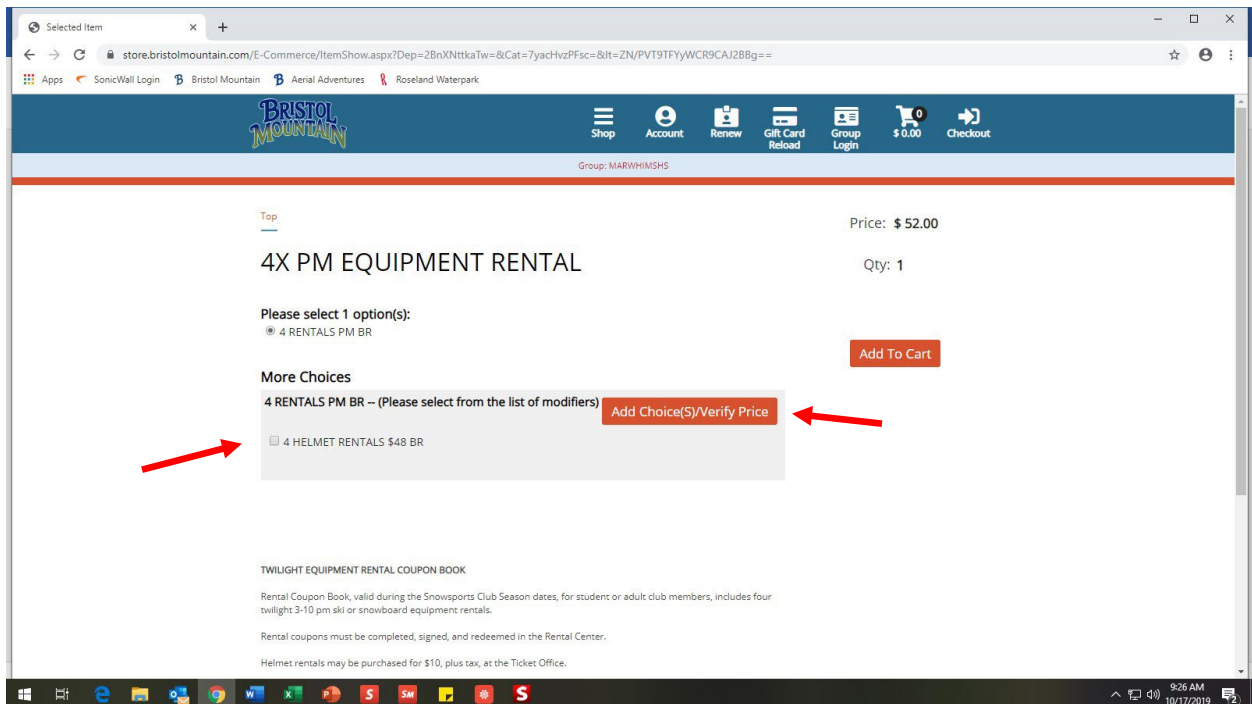 Selected Item
store.bristolmountain.com/E-Commerce/ItemShow.aspx?Dep=2BnXNttkaTw=&Cat=7yacHvzPFsc=&It=ZN/PVT9TFYyWCR9CAJ2BBg==
Apps SonicWall Login Bristol Mountain Aerial Adventures Roseland Waterpark
BRISTOL
MOUNTAIN
Shop Account Renew Gift Card Reload Group Login 0 $ 0.00 Checkout
Group: MARWHIMSHS
Top
Price: $ 52.00
4X PM EQUIPMENT RENTAL
Qty: 1
Please select 1 option(s):
4 RENTALS PM BR
Add To Cart
More Choices
4 RENTALS PM BR -- (Please select from the list of modifiers) Add Choice(S)/Verify Price
4 HELMET RENTALS $48 BR
TWILIGHT EQUIPMENT RENTAL COUPON BOOK
Rental Coupon Book, valid during the Snowsports Club Season dates, for student or adult club members, includes four
twilight 3-10 pm ski or snowboard equipment rentals.
Rental coupons must be completed, signed, and redeemed in the Rental Center.
Helmet rentals may be purchased for $10, plus tax, at the Ticket Office.
9:26 AM
10/17/2019
2